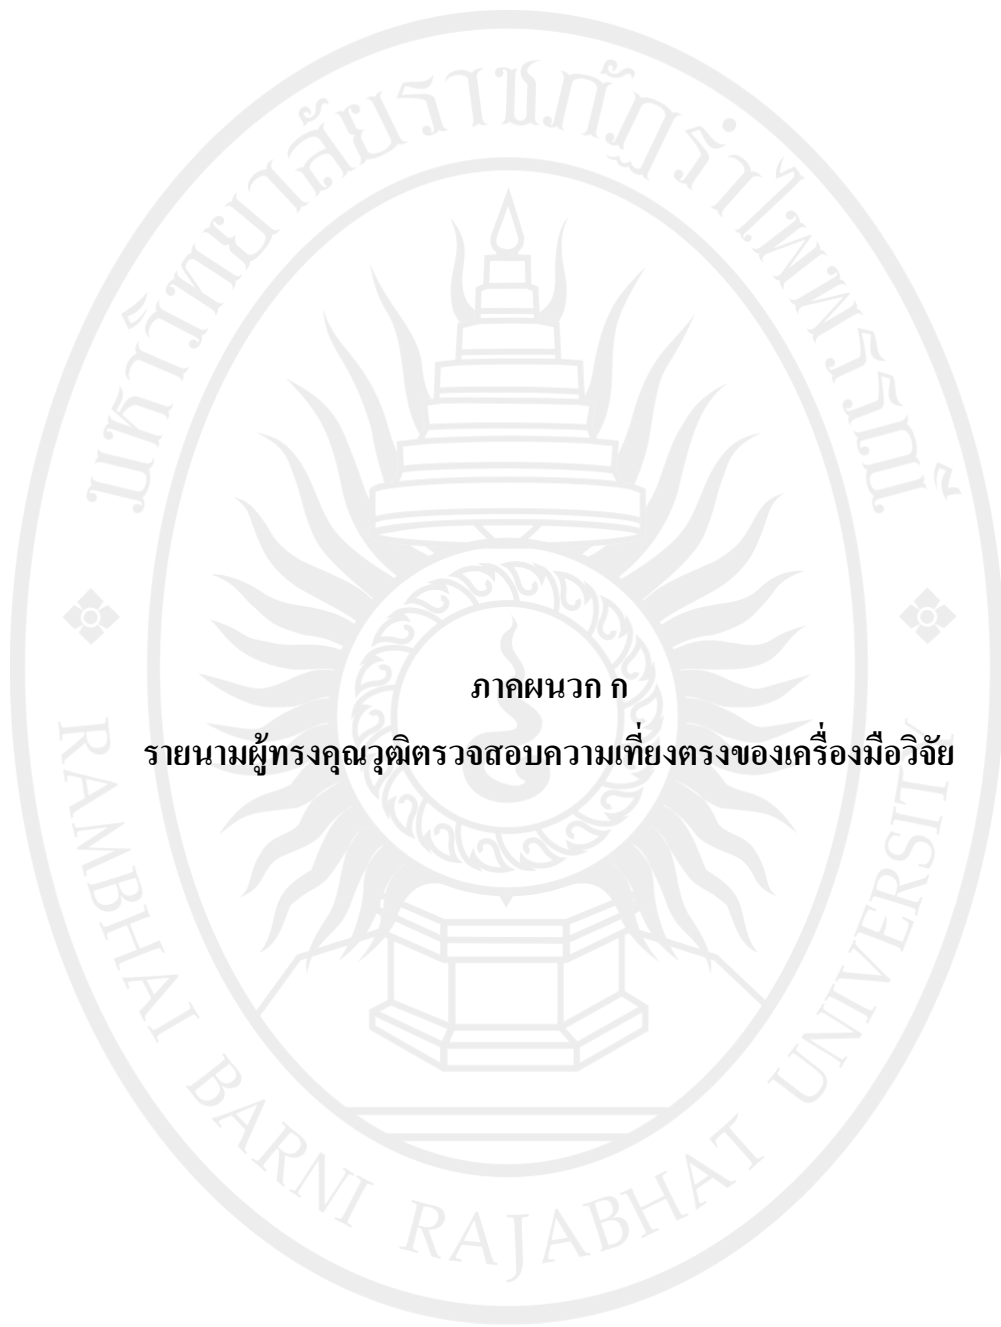 มหาวิทยาลัยราชภัฏรำไพพรรณี
ภาคผนวก ก
รายนามผู้ทรงคุณวุฒิตรวจสอบความเที่ยงตรงของเครื่องมือวิจัย
RAMBHAI BARNI RAJABHAT UNIVERSITY